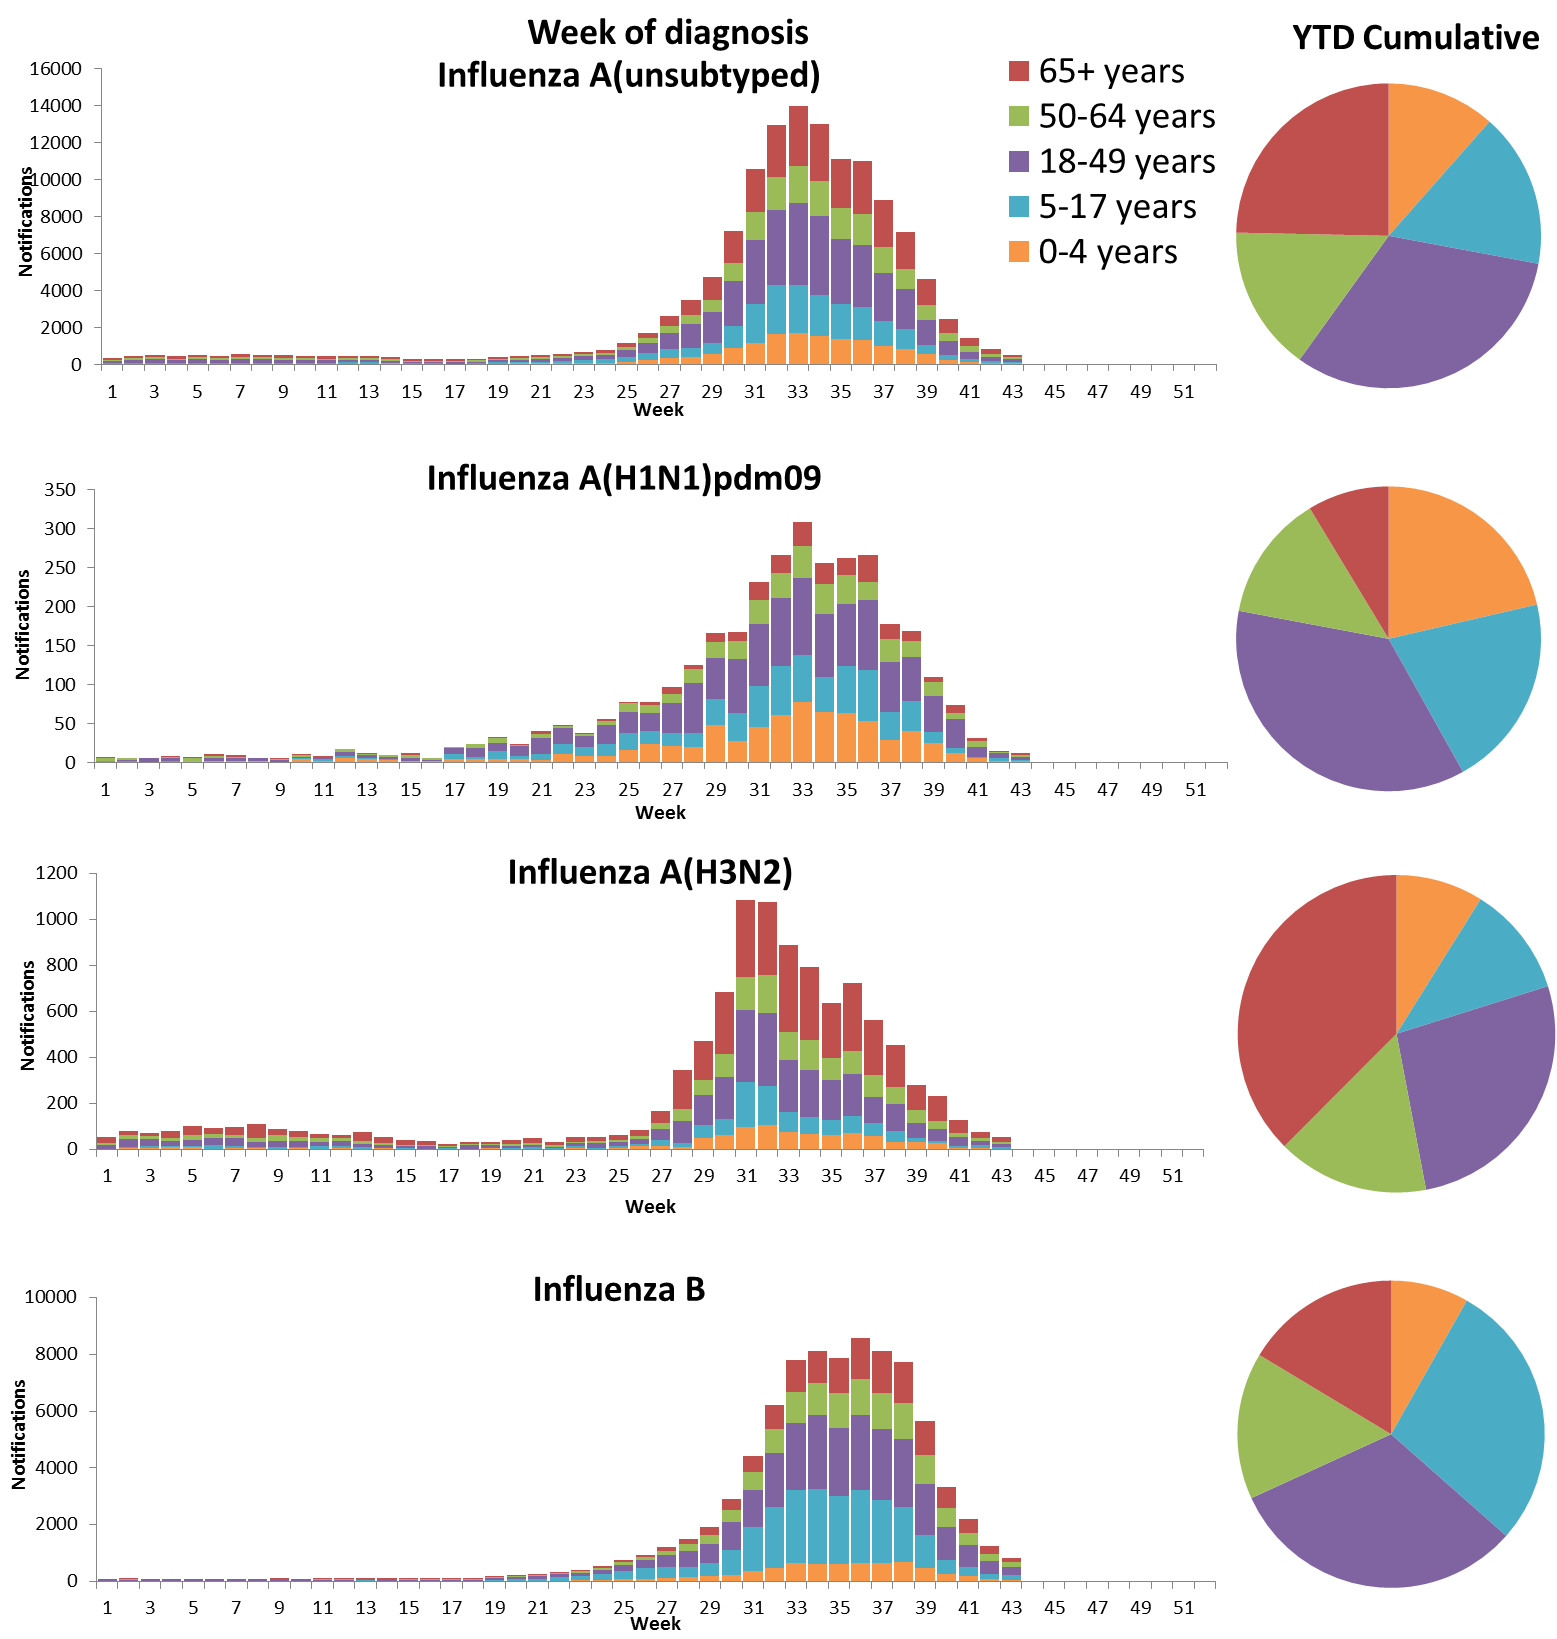 Week of diagnosis
YTD Cumulative
Influenza A(unsubtyped)
65+ years
50-64 years
18-49 years
5-17 years
0-4 years
Notifications
16000
14000
12000
10000
8000
6000
4000
2000
0
1 3 5 7 9 11 13 15 17 19 21 23 25 27 29 31 33 35 37 39 41 43 45 47 49 51
Week
Influenza A(H1N1)pdm09
Notifications
350
300
250
200
150
100
50
0
1 3 5 7 9 11 13 15 17 19 21 23 25 27 29 31 33 35 37 39 41 43 45 47 49 51
Week
Influenza A(H3N2)
Notifications
1200
1000
800
600
400
200
0
1 3 5 7 9 11 13 15 17 19 21 23 25 27 29 31 33 35 37 39 41 43 45 47 49 51
Week
Influenza B
Notifications
10000
8000
6000
4000
2000
0
1 3 5 7 9 11 13 15 17 19 21 23 25 27 29 31 33 35 37 39 41 43 45 47 49 51
Week